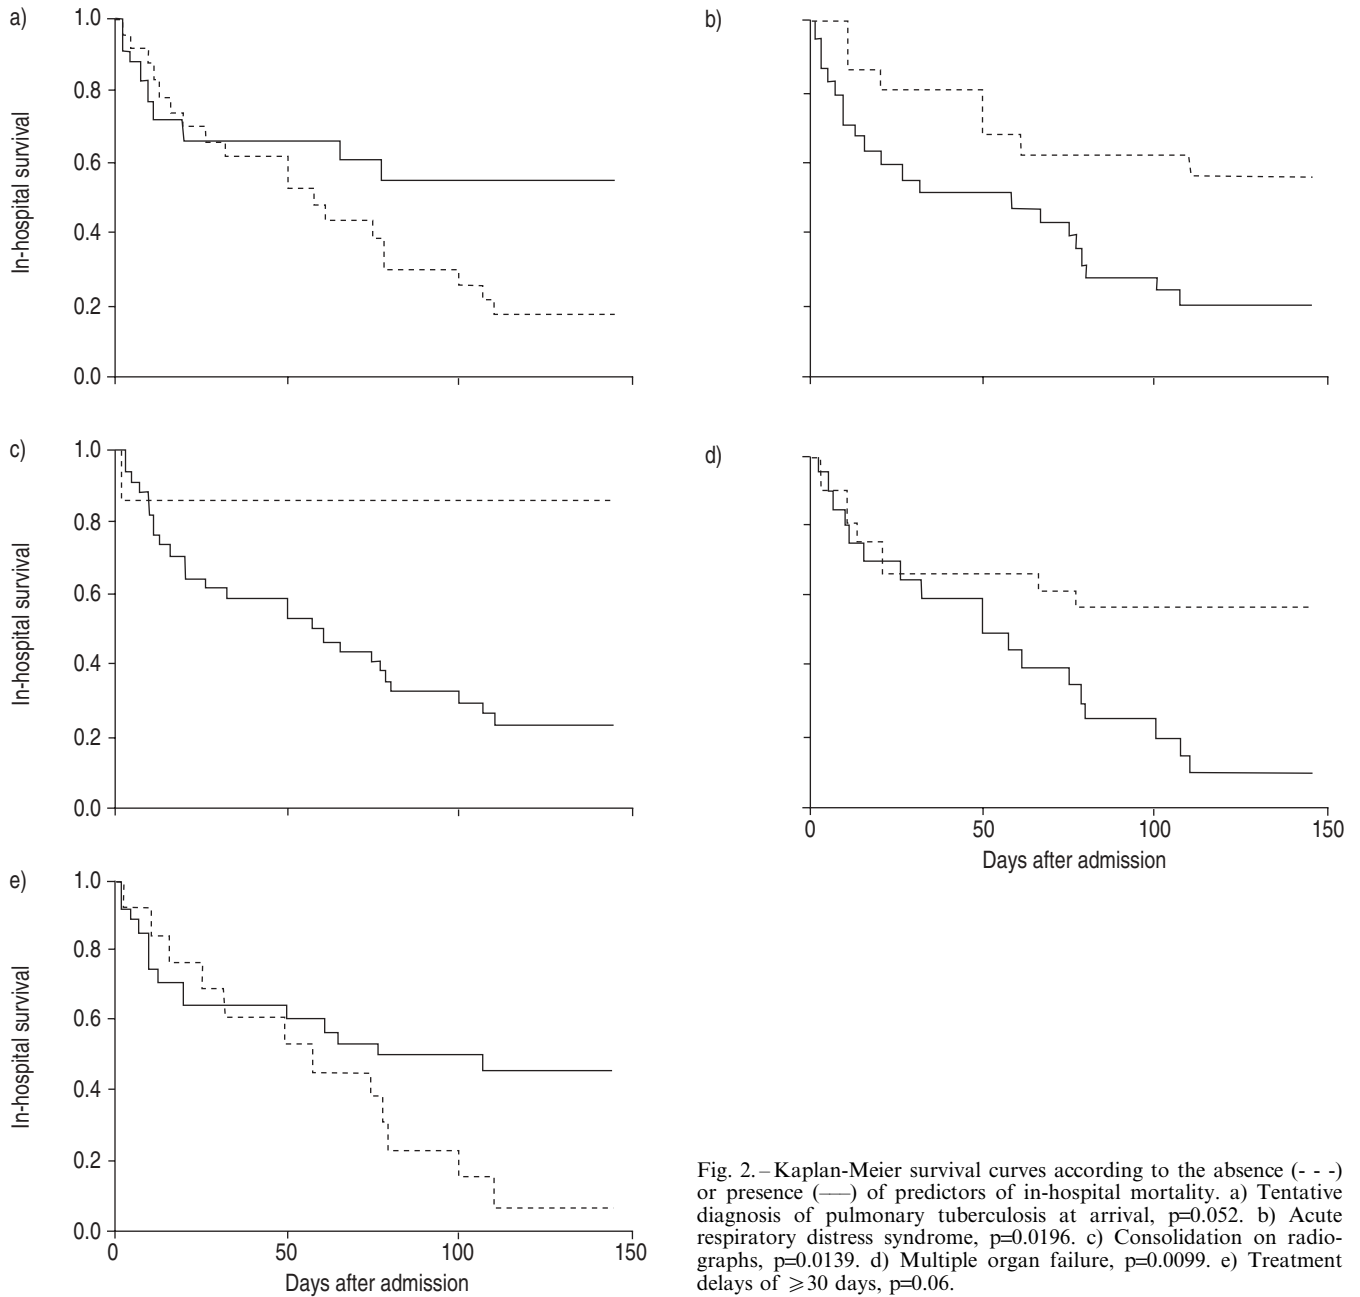 a)
1.0
0.8
0.6
0.4
0.2
0.0
In-hospital survival
b)
c)
1.0
0.8
0.6
0.4
0.2
0.0
In-hospital survival
d)
0
50
100
150
Days after admission
e)
1.0
0.8
0.6
0.4
0.2
0.0
In-hospital survival
0
50
100
150
Days after admission
Fig. 2. – Kaplan-Meier survival curves according to the absence (- - -)
or presence (——) of predictors of in-hospital mortality. a) Tentative
diagnosis of pulmonary tuberculosis at arrival, p=0.052. b) Acute
respiratory distress syndrome, p=0.0196. c) Consolidation on radio-
graphs, p=0.0139. d) Multiple organ failure, p=0.0099. e) Treatment
delays of ⩾30 days, p=0.06.